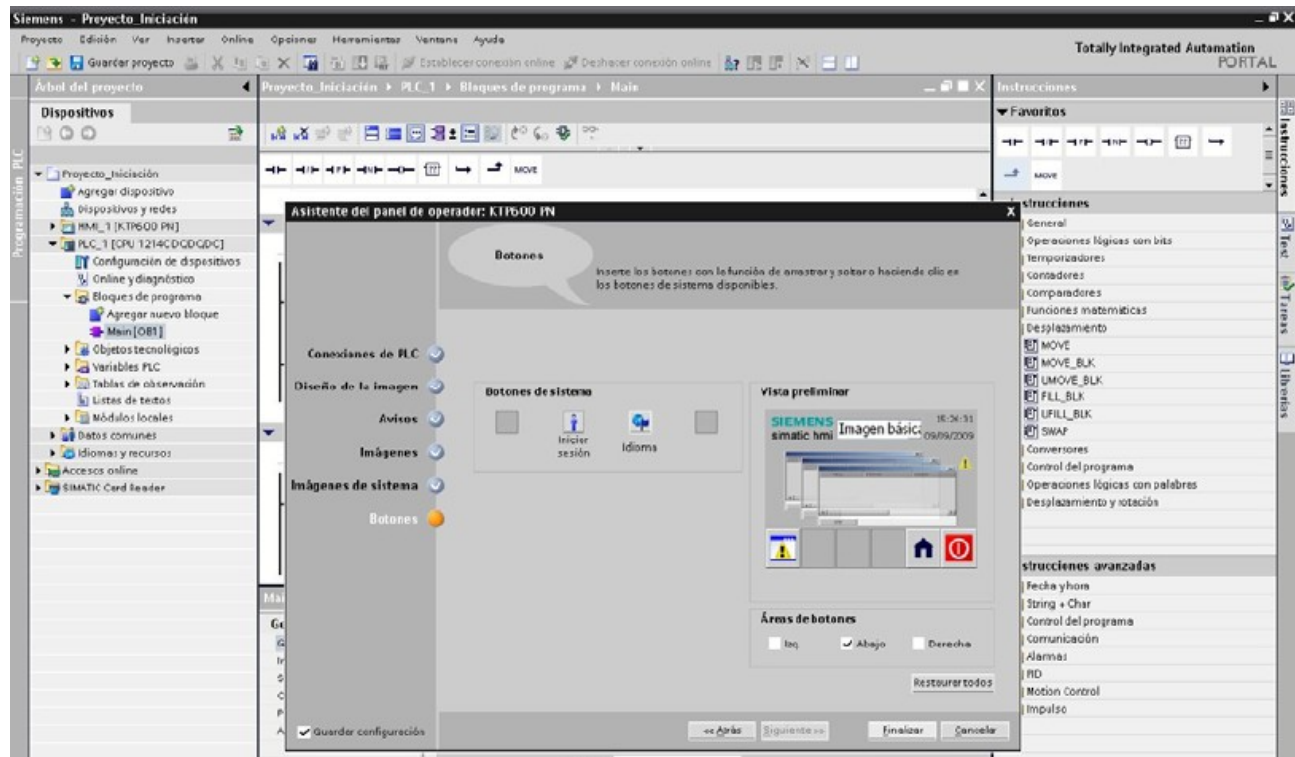 Siemens - Proyecto_Iniciación
Proyecto Edición Ver Insertar Online Opciones Herramientas Ventana Ayuda
Totally Integrated Automation
PORTAL
Guardar proyecto
Establecer conexión online
Deshacer conexión online
Árbol del proyecto
Dispositivos
Programación PLC
Proyecto_Iniciación
Agregar dispositivo
Dispositivos y redes
HMI_1 [KTP600 PN]
PLC_1 [CPU 1214C DC/DC/DC]
Configuración de dispositivos
Online y diagnóstico
Bloques de programa
Agregar nuevo bloque
Main [OB1]
Objetos tecnológicos
Variables PLC
Tablas de observación
Listas de textos
Módulos locales
Datos comunes
Idiomas y recursos
Accesos online
SIMATIC Card Reader
Proyecto_Iniciación PLC_1 Bloques de programa Main
MOVE
Asistente del panel de operador: KTP600 PN
Botones
Inserte los botones con la función de arrastrar y soltar o haciendo clic en
los botones de sistema disponibles.
Conexiones de PLC
Diseño de la imagen
Avisos
Imágenes
Imágenes de sistema
Botones
Botones de sistema
Iniciar
sesión
Idioma
Vista preliminar
SIEMENS
simatic hmi
Imagen básica
09/09/2009
Áreas de botones
Izq.
Abajo
Derecha
Restaurar todos
Guardar configuración
<< Atrás
Siguiente >>
Finalizar
Cancelar
Instrucciones
Favoritos
MOVE
strucciones
General
Operaciones lógicas con bits
Temporizadores
Contadores
Comparadores
Funciones matemáticas
Desplazamiento
MOVE
MOVE_BLK
UMOVE_BLK
FILL_BLK
UFILL_BLK
SWAP
Conversores
Control del programa
Operaciones lógicas con palabras
Desplazamiento y rotación
strucciones avanzadas
Fecha y hora
String + Char
Control del programa
Comunicación
Alarmas
PID
Motion Control
Impulso
Instrucciones
Test
Tareas
Librerías